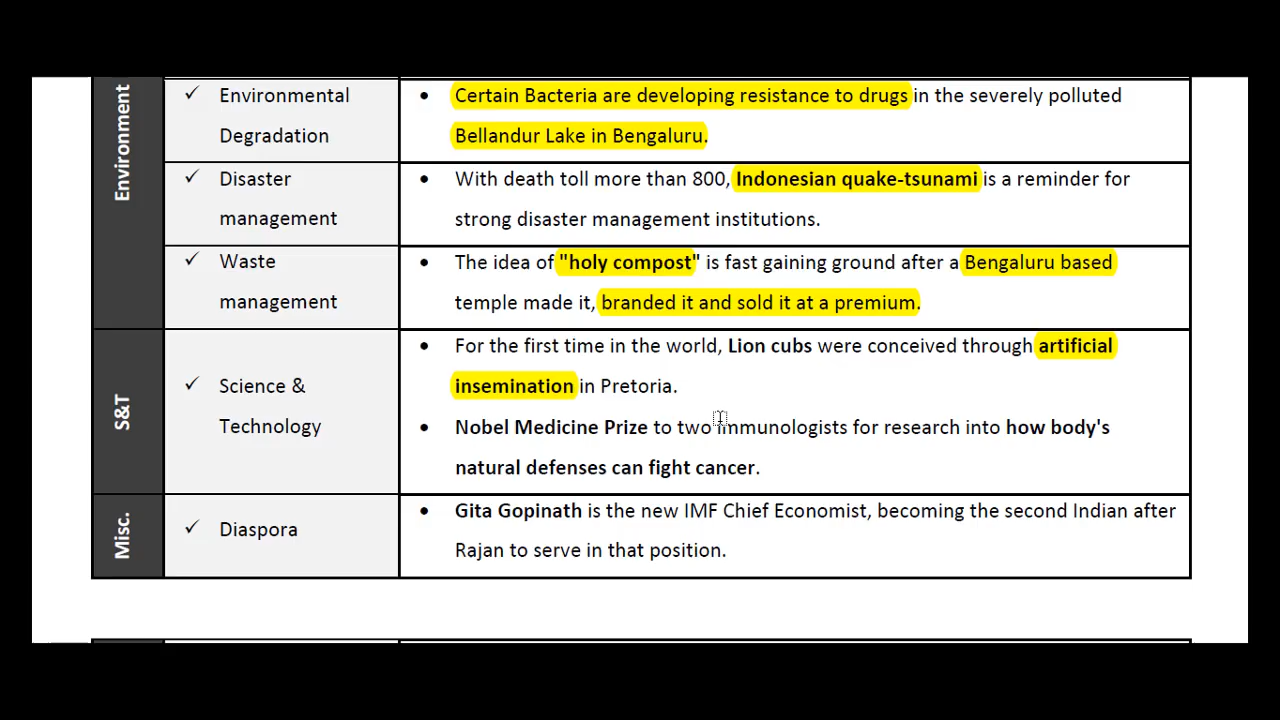 Environment
✓ Environmental
Degradation
• Certain Bacteria are developing resistance to drugs in the severely polluted
Bellandur Lake in Bengaluru.
✓ Disaster
management
• With death toll more than 800, Indonesian quake-tsunami is a reminder for
strong disaster management institutions.
✓ Waste
management
• The idea of "holy compost" is fast gaining ground after a Bengaluru based
temple made it, branded it and sold it at a premium.
S&T
✓ Science &
Technology
• For the first time in the world, Lion cubs were conceived through artificial
insemination in Pretoria.
• Nobel Medicine Prize to two immunologists for research into how body's
natural defenses can fight cancer.
Misc.
✓ Diaspora
• Gita Gopinath is the new IMF Chief Economist, becoming the second Indian after
Rajan to serve in that position.